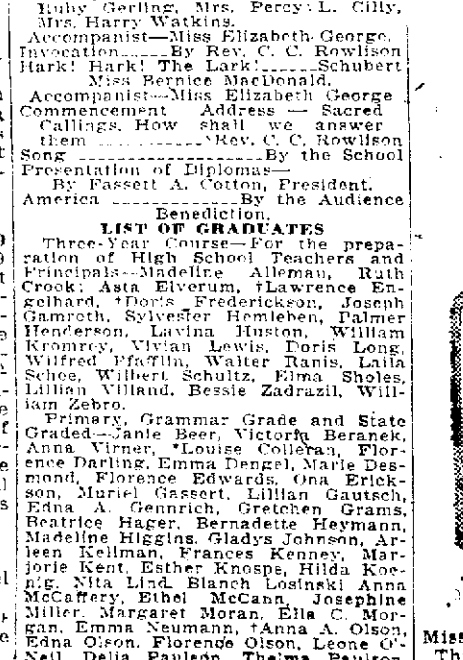 Ruby Gerling, Mrs. Percy L. Cilly,
Mrs. Harry Watkins.
Accompanist—Miss Elizabeth George.
Invocation------By Rev. C. C. Rowlison
Hark! Hark! The Lark!------Schubert
Miss Bernice MacDonald.
Accompanist—Miss Elizabeth George
Commencement Address — Sacred
Callings. How shall we answer
them ------------Rev. C. C. Rowlison
Song --------------------By the School
Presentation of Diplomas—
By Fassett A. Cotton, President.
America ----------------By the Audience
Benediction.
LIST OF GRADUATES
Three-Year Course—For the prepa-
ration of High School Teachers and
Principals—Madeline Alleman, Ruth
Crook; Asta Elverum, †Lawrence En-
gelhard, †Doris Frederickson, Joseph
Gamroth, Sylvester Hemleben, Palmer
Henderson, Lavina Huston, William
Kromrey, Vivian Lewis, Doris Long,
Wilfred Pfafflin, Walter Ranis, Laila
Schee, Wilbert Schultz, Elma Sholes,
Lillian Villand, Bessie Zadrazil, Will-
iam Zebro.
Primary, Grammar Grade and State
Graded—Janie Beer, Victoria Beranek,
Anna Virner, *Louise Colleran, Flor-
ence Darling, Emma Dengel, Marie Des-
mond, Florence Edwards, Ona Erick-
son, Muriel Gassert, Lillian Gautsch,
Edna A. Gennrich, Gretchen Grams,
Beatrice Hager, Bernadette Heymann,
Madeline Higgins, Gladys Johnson, Ar-
leen Kellman, Frances Kenney, Mar-
jorie Kent, Esther Knospe, Hilda Koe-
nig, Nita Lind, Blanch Losinski Anna
McCaffery, Ethel McCann, Josephine
Miller, Margaret Moran, Ella C. Mor-
gan, Emma Neumann, †Anna A. Olson,
Edna Olson, Florence Olson, Leone O'-
Neil, Delia Paulson, Thelma Paulson
Miss
Th